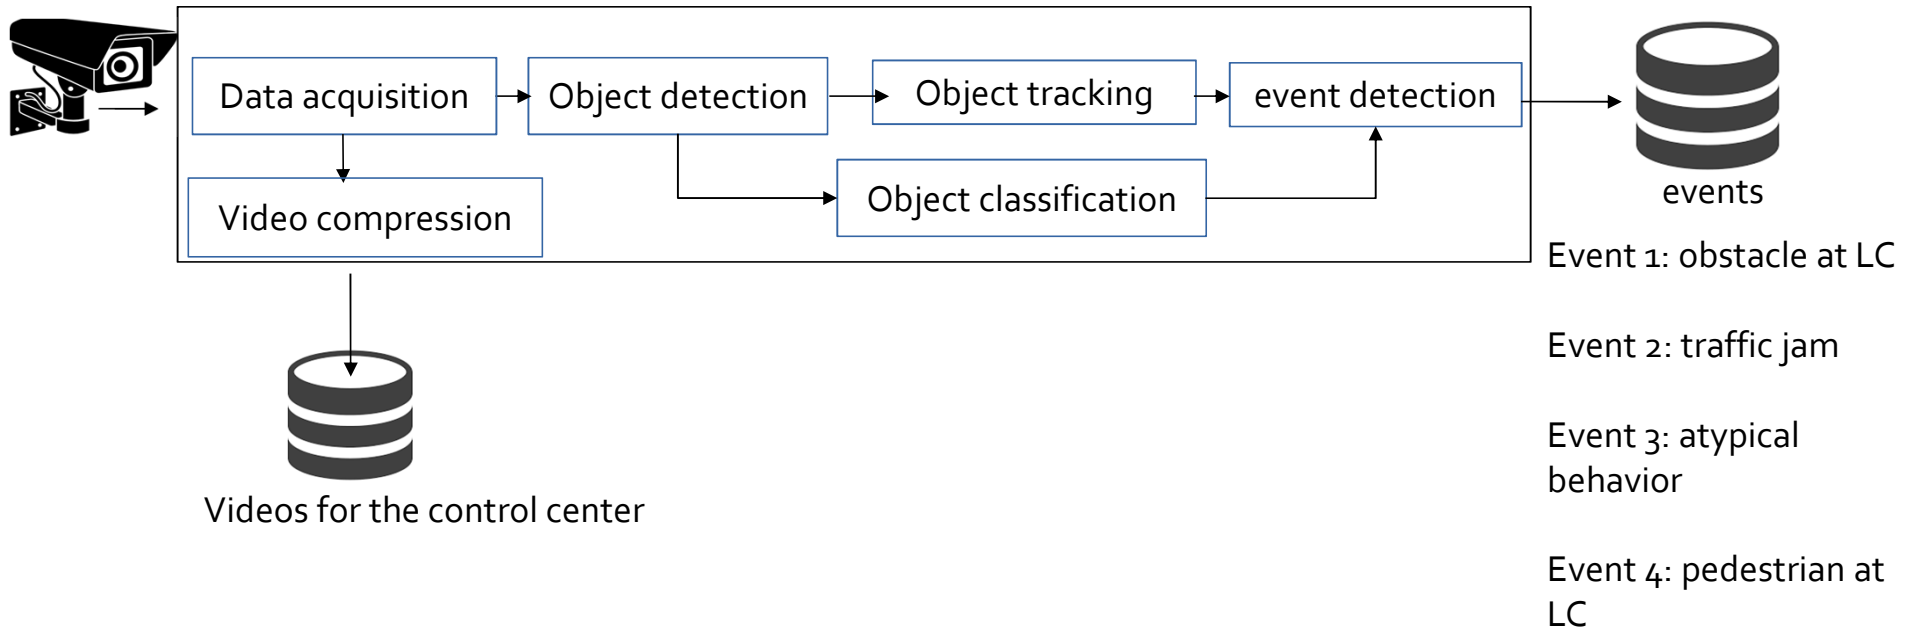 Data acquisition
Object detection
Object tracking
event detection
Video compression
Object classification
events
Event 1: obstacle at LC
Event 2: traffic jam
Event 3: atypical
behavior
Event 4: pedestrian at
LC
Videos for the control center